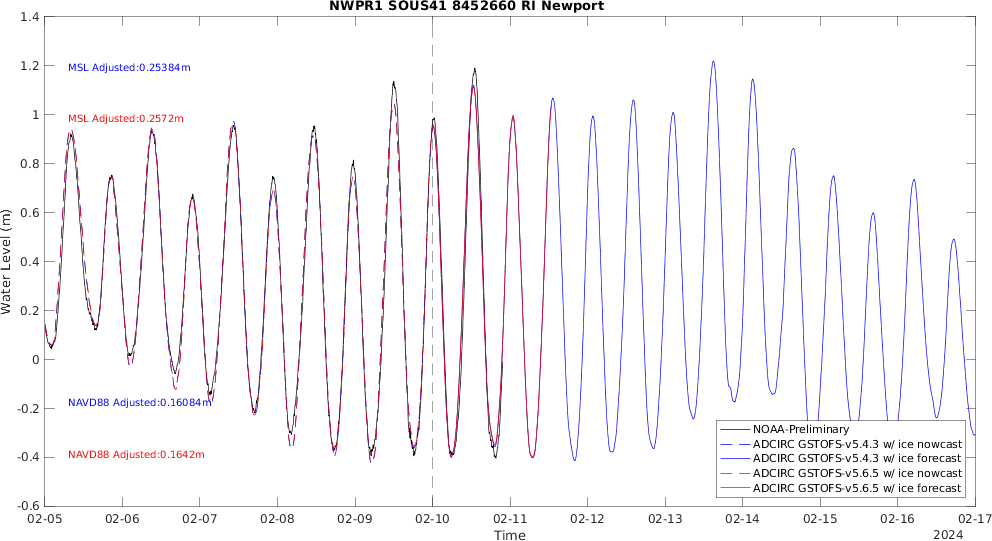 NWPR1 SOUS41 8452660 RI Newport
1.4
1.2
1
0.8
0.6
0.4
0.2
0
-0.2
-0.4
-0.6
Water Level (m)
MSL Adjusted:0.25384m
MSL Adjusted:0.2572m
NAVD88 Adjusted:0.16084m
NAVD88 Adjusted:0.1642m
NOAA-Preliminary
ADCIRC GSTOFS-v5.4.3 w/ ice nowcast
ADCIRC GSTOFS-v5.4.3 w/ ice forecast
ADCIRC GSTOFS-v5.6.5 w/ ice nowcast
ADCIRC GSTOFS-v5.6.5 w/ ice forecast
02-05 02-06 02-07 02-08 02-09 02-10 02-11 02-12 02-13 02-14 02-15 02-16 02-17
Time
2024